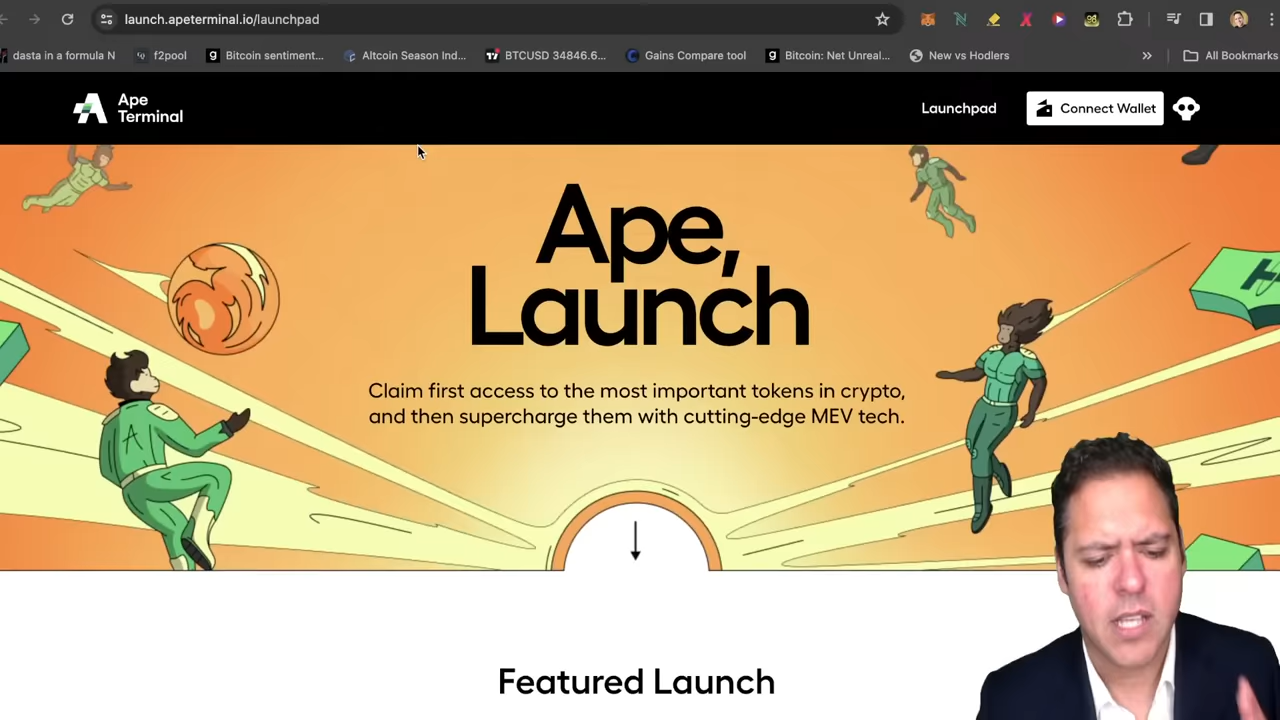 launch.apeterminal.io/launchpad
dasta in a formula N
f2pool
Bitcoin sentiment...
Altcoin Season Ind...
BTCUSD 34846.6...
Gains Compare tool
Bitcoin: Net Unreal...
New vs Hodlers
»
All Bookmarks
Ape
Terminal
Launchpad
Connect Wallet
Ape,
Launch
Claim first access to the most important tokens in crypto,
and then supercharge them with cutting-edge MEV tech.
Featured Launch